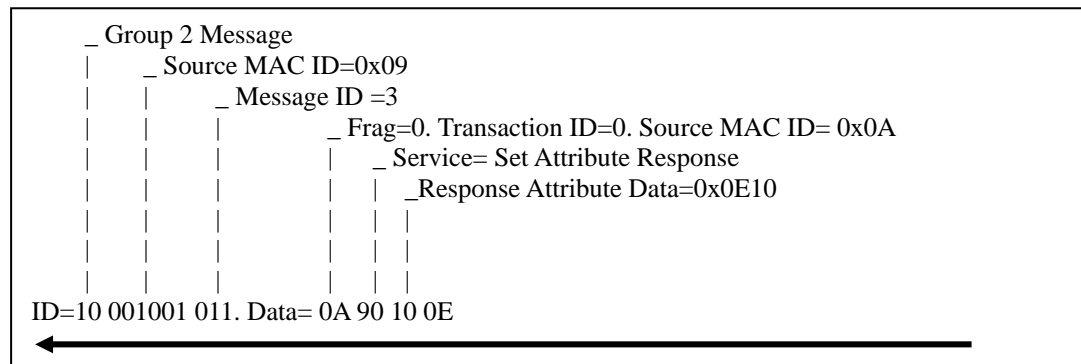 _ Group 2 Message
| _ Source MAC ID=0x09
| | _ Message ID =3
| | | _ Frag=0. Transaction ID=0. Source MAC ID= 0x0A
| | | | _ Service= Set Attribute Response
| | | | | _Response Attribute Data=0x0E10
| | | | | |
| | | | | |
| | | | | |
ID=10 001001 011. Data= 0A 90 10 0E